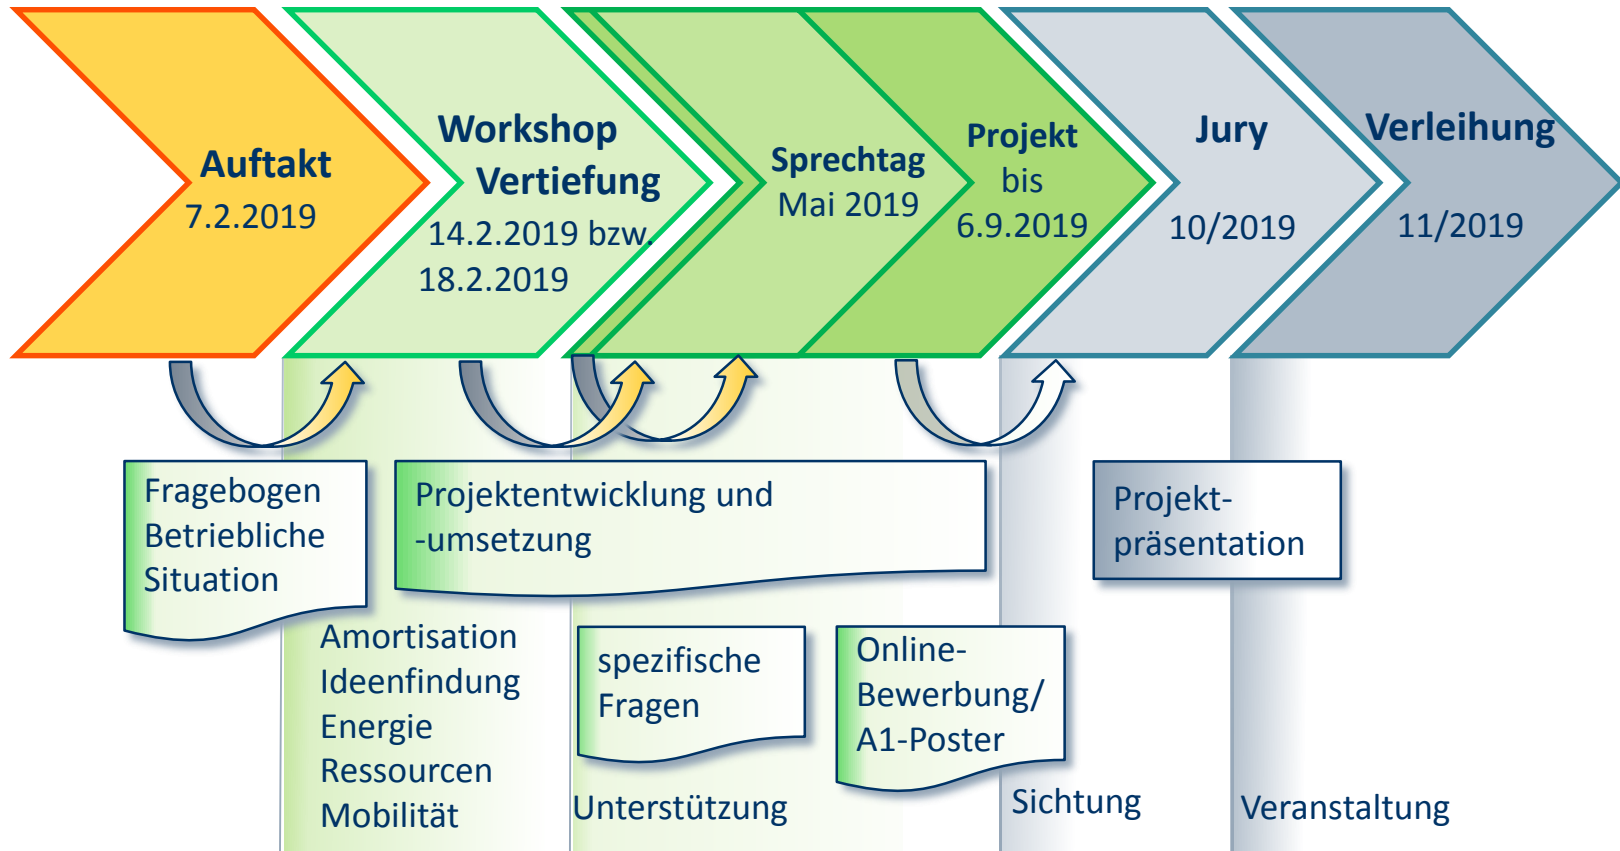 Auftakt
7.2.2019
Workshop
Vertiefung
14.2.2019 bzw.
18.2.2019
Sprechtag
Mai 2019
Projekt
bis
6.9.2019
Jury
10/2019
Verleihung
11/2019
Fragebogen
Betriebliche
Situation
Projektentwicklung und
-umsetzung
Projekt-
präsentation
Amortisation
Ideenfindung
Energie
Ressourcen
Mobilität
spezifische
Fragen
Online-
Bewerbung/
A1-Poster
Unterstützung
Sichtung
Veranstaltung